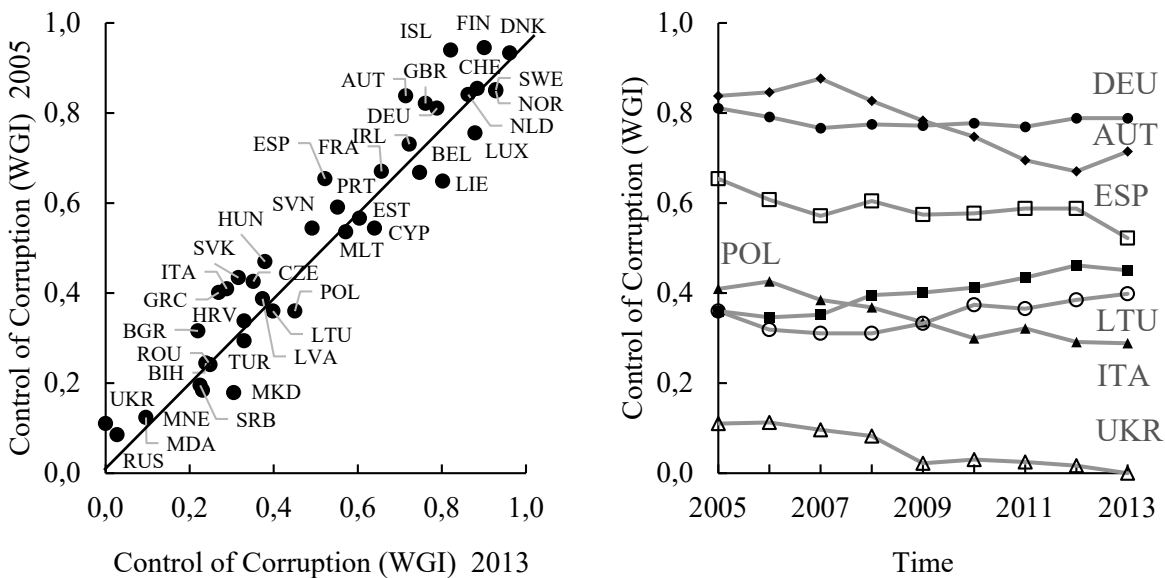 Control of Corruption (WGI)  2005
1,0
0,8
0,6
0,4
0,2
0,0
0,0
0,2
0,4
0,6
0,8
1,0
Control of Corruption (WGI)  2013
ISL
FIN
DNK
AUT
GBR
CHE
SWE
NOR
DEU
NLD
IRL
ESP
FRA
BEL
LUX
PRT
LIE
SVN
EST
HUN
CYP
MLT
SVK
ITA
CZE
GRC
POL
HRV
BGR
LTU
ROU
TUR
LVA
BIH
MKD
UKR
MNE
SRB
MDA
RUS
Control of Corruption (WGI)
1,0
0,8
0,6
0,4
0,2
0,0
2005
2007
2009
2011
2013
Time
DEU
AUT
ESP
POL
LTU
ITA
UKR